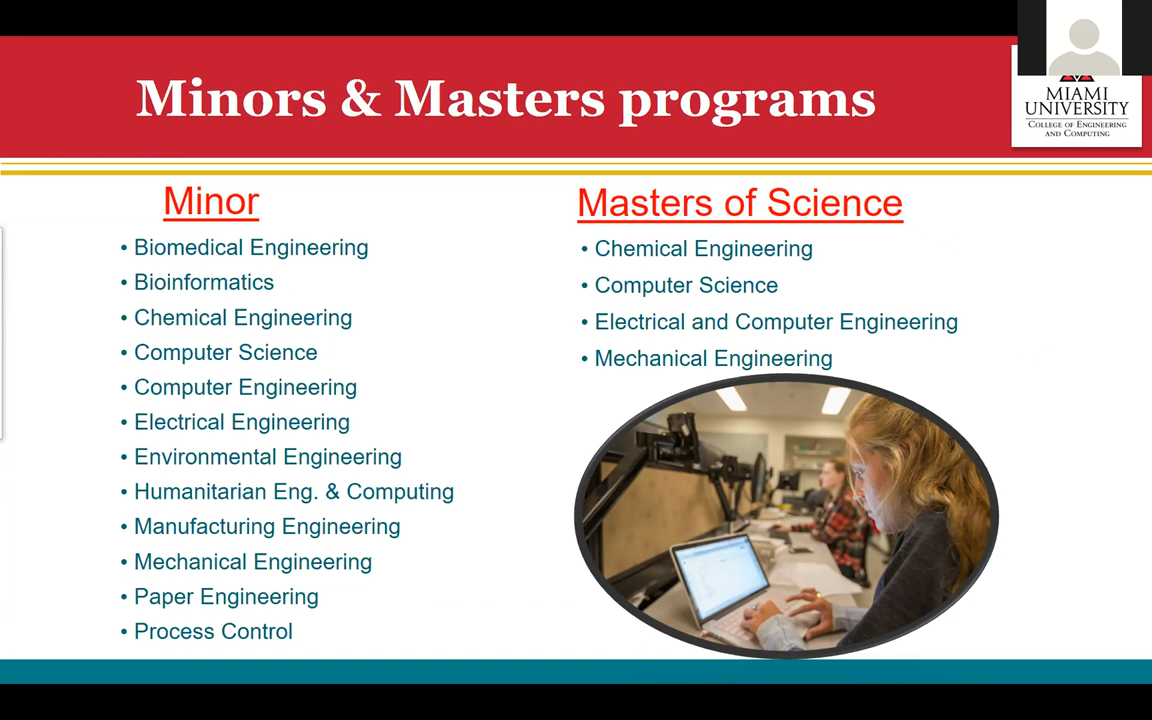 Minors & Masters programs
MIAMI
UNIVERSITY
COLLEGE OF ENGINEERING
AND COMPUTING
Minor
• Biomedical Engineering
• Bioinformatics
• Chemical Engineering
• Computer Science
• Computer Engineering
• Electrical Engineering
• Environmental Engineering
• Humanitarian Eng. & Computing
• Manufacturing Engineering
• Mechanical Engineering
• Paper Engineering
• Process Control
Masters of Science
• Chemical Engineering
• Computer Science
• Electrical and Computer Engineering
• Mechanical Engineering